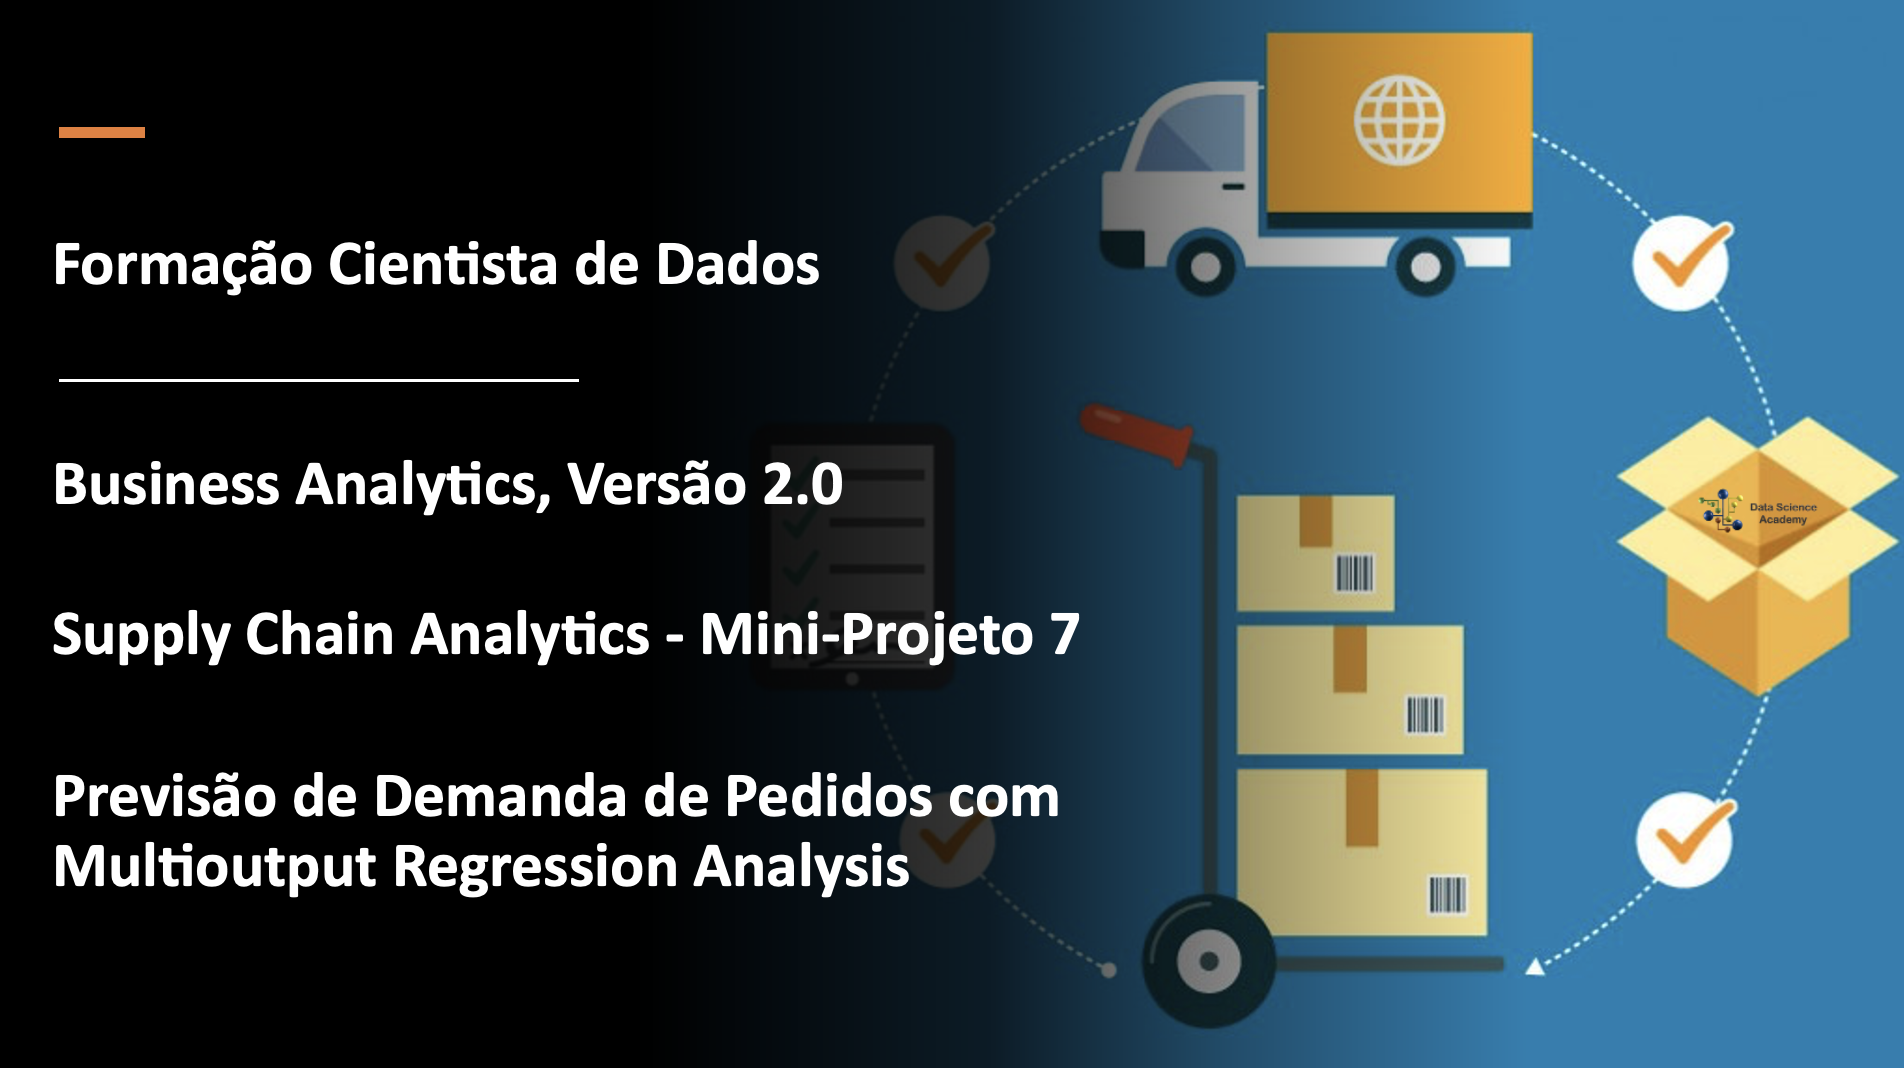 Formação Cientista de Dados
Business Analytics, Versão 2.0
Supply Chain Analytics - Mini-Projeto 7
Previsão de Demanda de Pedidos com
Multioutput Regression Analysis
Data Science
Academy